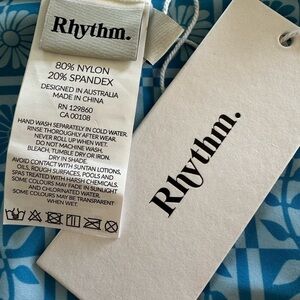 Rhythm.
80% NYLON
20% SPANDEX
DESIGNED IN AUSTRALIA
MADE IN CHINA
RN 129860
CA 00108
HAND WASH SEPARATELY IN COLD WATER.
RINSE THOROUGHLY AFTER WEAR.
NEVER ROLL UP WHEN WET.
DO NOT MACHINE WASH,
BLEACH, TUMBLE DRY OR IRON.
DRY IN SHADE.
AVOID CONTACT WITH SUNTAN LOTIONS,
OILS, ROUGH SURFACES, POOLS AND
SPAS TREATED WITH HARSH CHEMICALS.
SOME COLOURS MAY FADE IN SUNLIGHT
AND CHLORINATED WATER.
SOME COLOURS MAY BE TRANSPARENT
WHEN WET.
Rhythm.